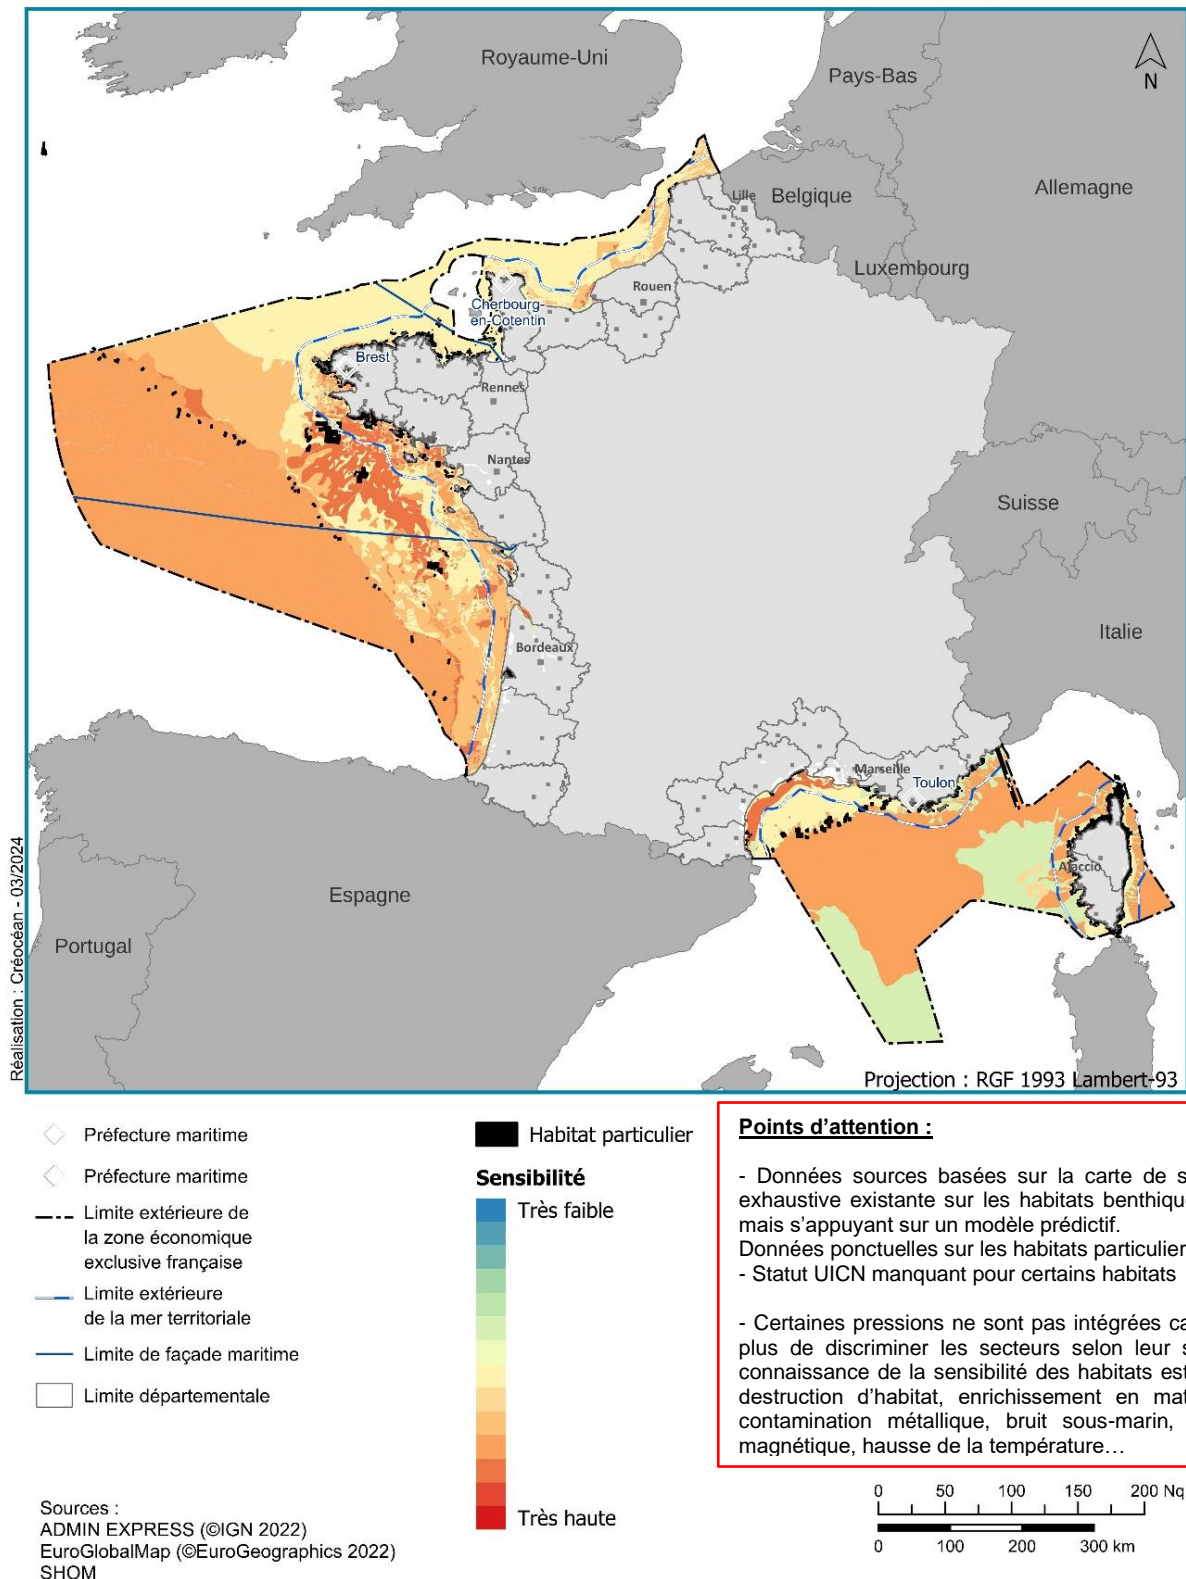 Royaume-Uni
Pays-Bas
N
Allemagne
Lille
Belgique
Luxembourg
Rouen
Cherbourg-
en-Cotentin
Brest
Rennes
Nantes
Suisse
Italie
Bordeaux
Marseille
Toulon
Ajaccio
Espagne
Portugal
Réalisation : Créocéan - 03/2024
Projection : RGF 1993 Lambert-93
Préfecture maritime
Préfecture maritime
Limite extérieure de
la zone économique
exclusive française
Limite extérieure
de la mer territoriale
Limite de façade maritime
Limite départementale
Habitat particulier
Sensibilité
Très faible
Très haute
Points d'attention :
- Données sources basées sur la carte de s
exhaustive existante sur les habitats benthique
mais s'appuyant sur un modèle prédictif.
Données ponctuelles sur les habitats particulier
- Statut UICN manquant pour certains habitats
- Certaines pressions ne sont pas intégrées ca
plus de discriminer les secteurs selon leur s
connaissance de la sensibilité des habitats est
destruction d'habitat, enrichissement en mat
contamination métallique, bruit sous-marin,
magnétique, hausse de la température…
0 50 100 150 200 Nq
0 100 200 300 km
Sources :
ADMIN EXPRESS (©IGN 2022)
EuroGlobalMap (©EuroGeographics 2022)
SHOM